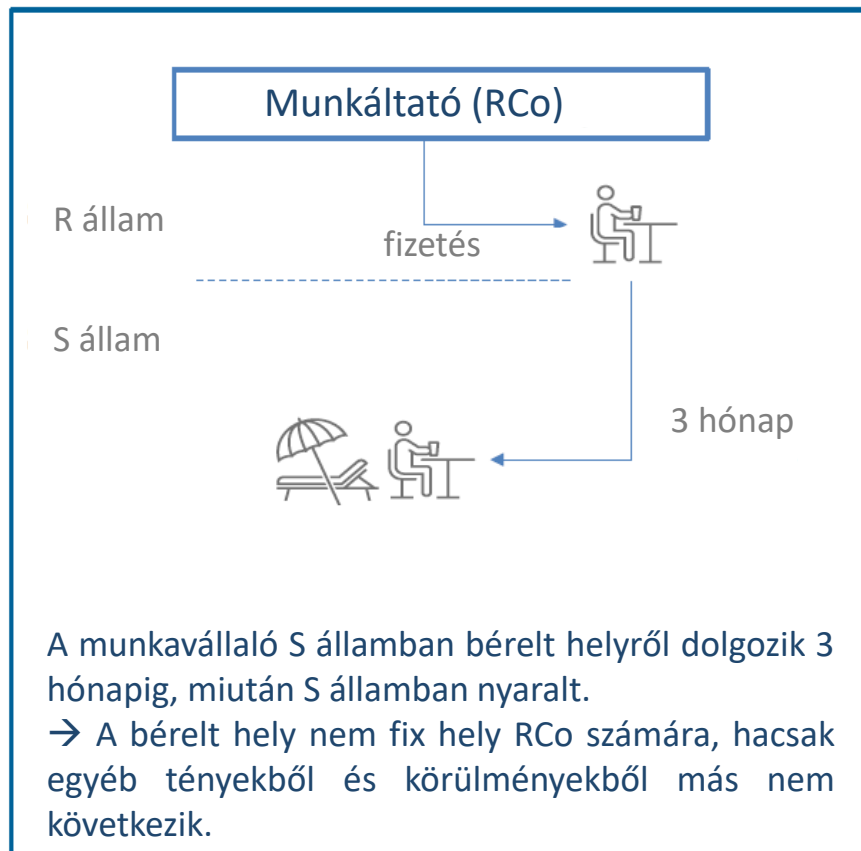 Munkáltató (RCo)
R állam
fizetés
S állam
3 hónap
A munkavállaló S államban bérelt helyről dolgozik 3
hónapig, miután S államban nyaralt.
→ A bérelt hely nem fix hely RCo számára, hacsak
egyéb tényekből és körülményekből más nem
következik.